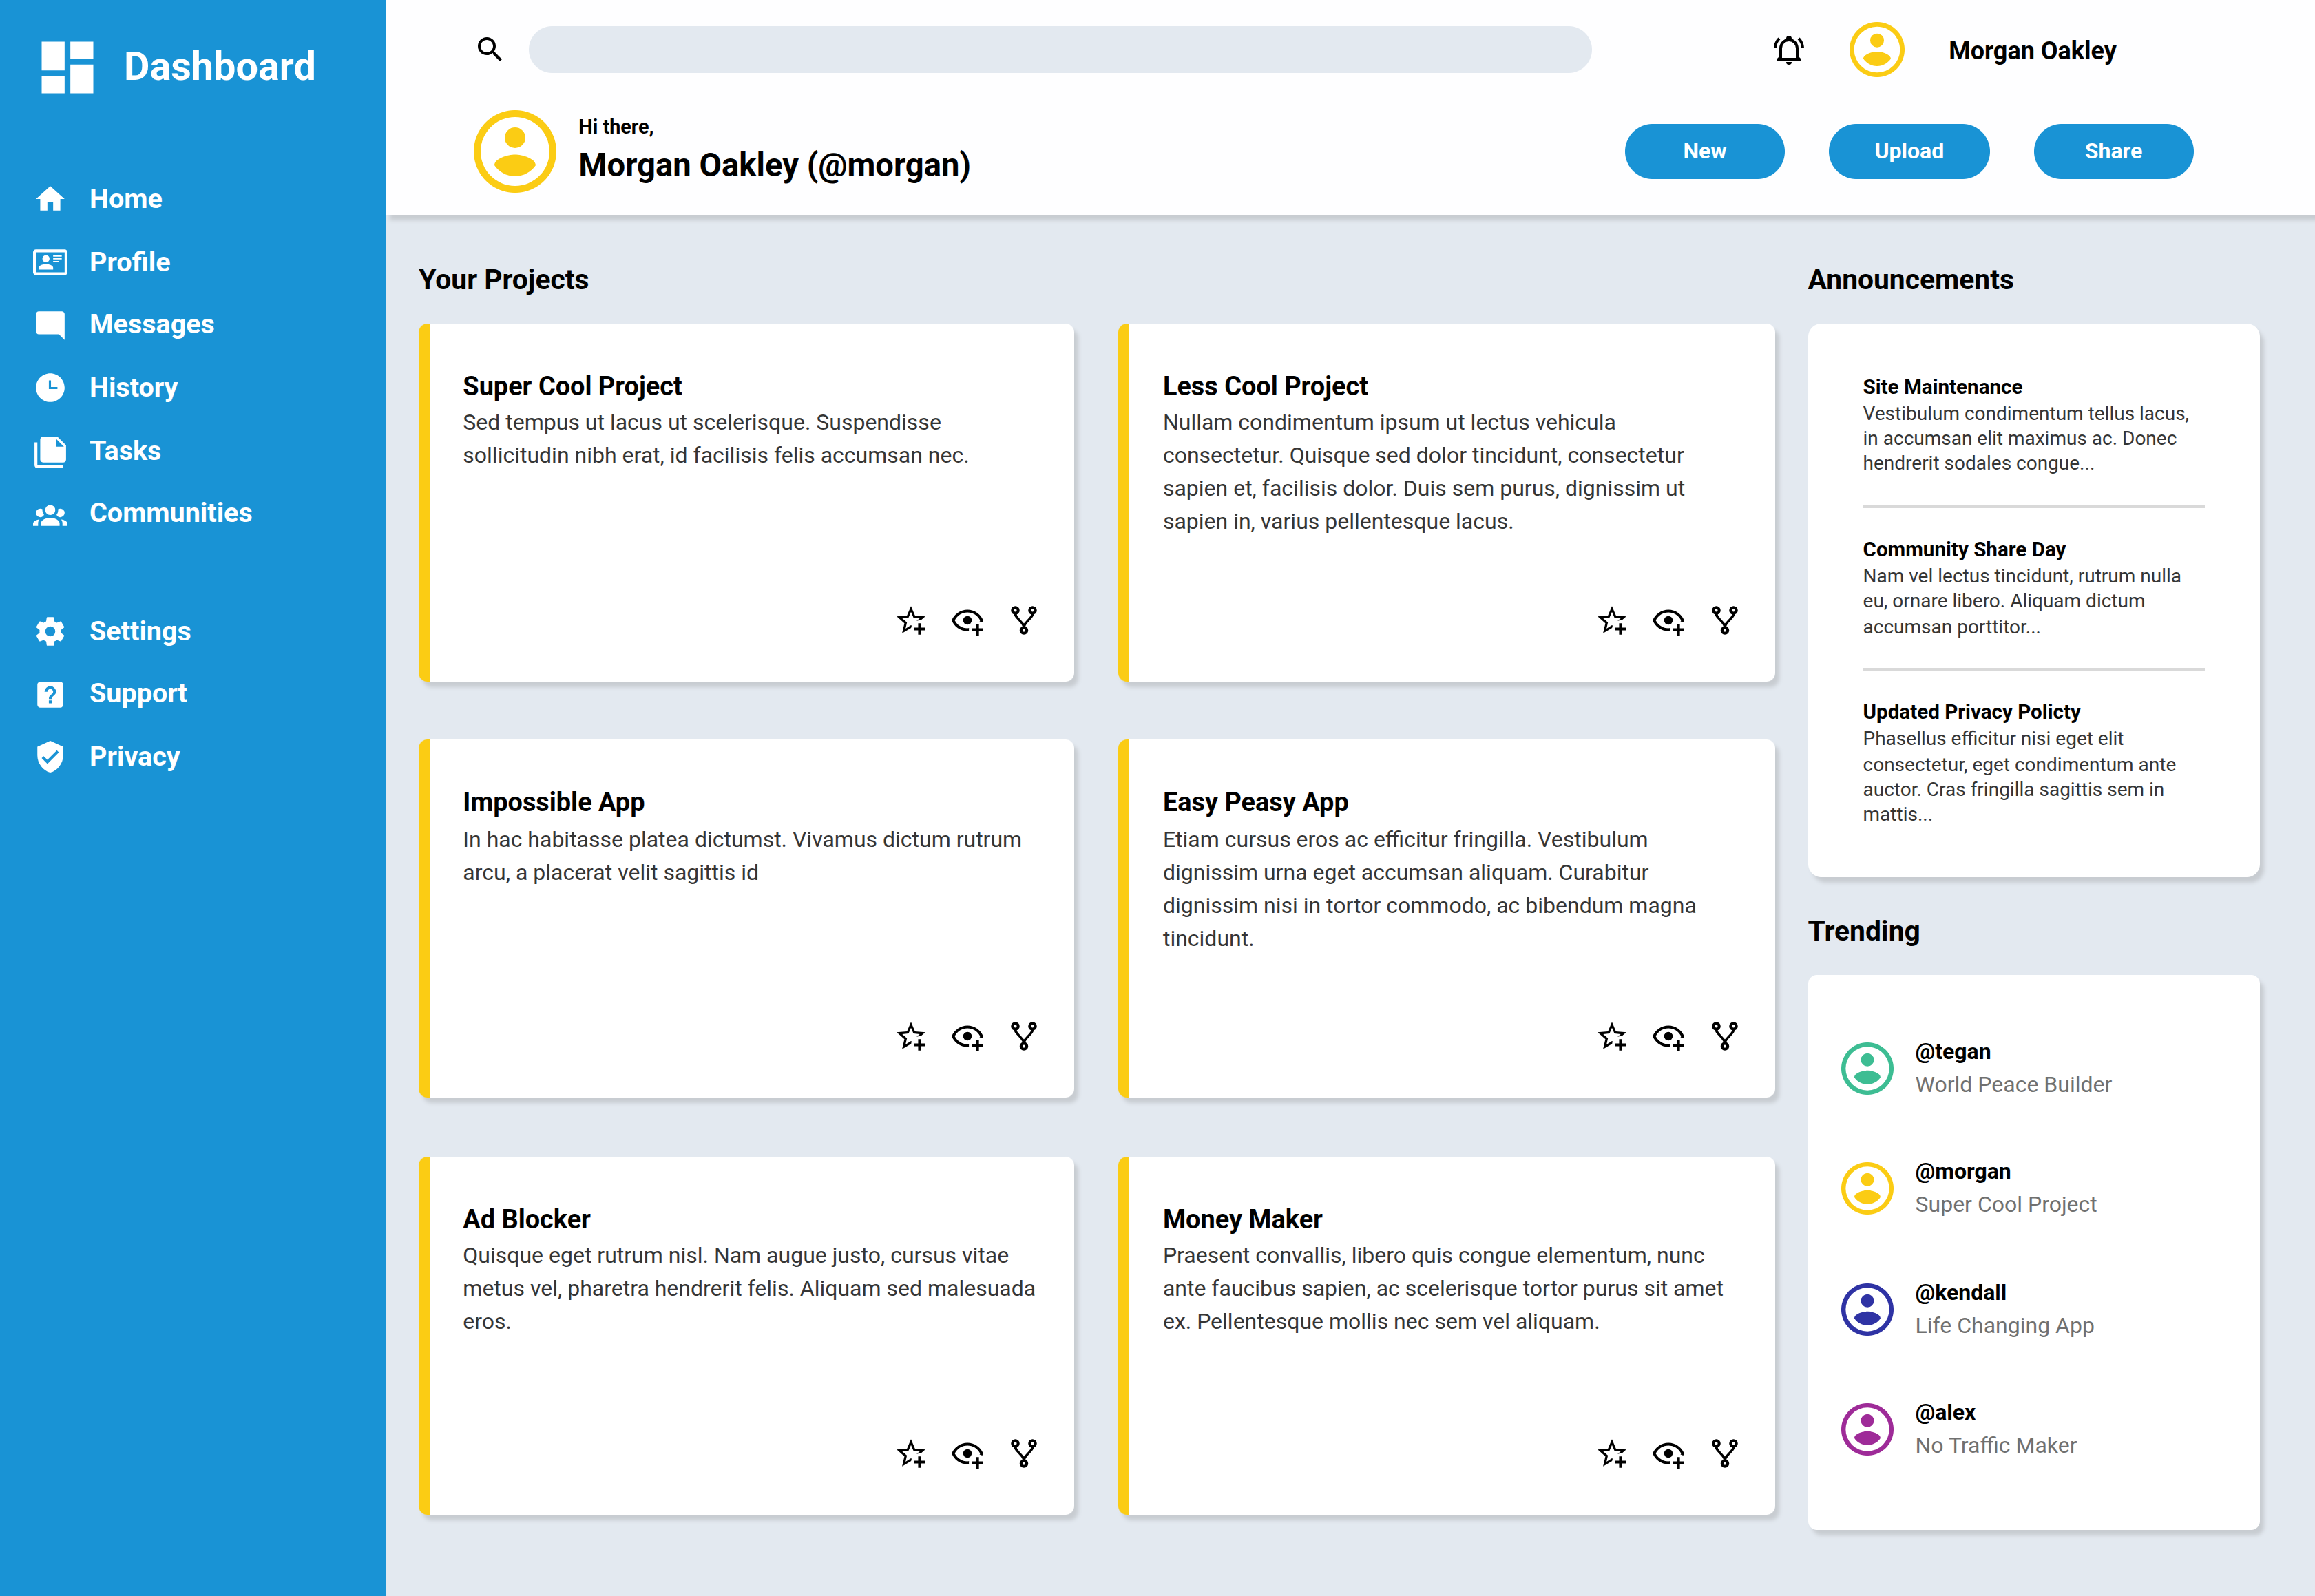 Dashboard
Home
Profile
Messages
History
Tasks
Communities
Settings
Support
Privacy
Morgan Oakley
Hi there,
Morgan Oakley (@morgan)
New
Upload
Share
Your Projects
Super Cool Project
Sed tempus ut lacus ut scelerisque. Suspendisse
sollicitudin nibh erat, id facilisis felis accumsan nec.
Less Cool Project
Nullam condimentum ipsum ut lectus vehicula
consectetur. Quisque sed dolor tincidunt, consectetur
sapien et, facilisis dolor. Duis sem purus, dignissim ut
sapien in, varius pellentesque lacus.
Impossible App
In hac habitasse platea dictumst. Vivamus dictum rutrum
arcu, a placerat velit sagittis id
Easy Peasy App
Etiam cursus eros ac efficitur fringilla. Vestibulum
dignissim urna eget accumsan aliquam. Curabitur
dignissim nisi in tortor commodo, ac bibendum magna
tincidunt.
Ad Blocker
Quisque eget rutrum nisl. Nam augue justo, cursus vitae
metus vel, pharetra hendrerit felis. Aliquam sed malesuada
eros.
Money Maker
Praesent convallis, libero quis congue elementum, nunc
ante faucibus sapien, ac scelerisque tortor purus sit amet
ex. Pellentesque mollis nec sem vel aliquam.
Announcements
Site Maintenance
Vestibulum condimentum tellus lacus,
in accumsan elit maximus ac. Donec
hendrerit sodales congue...
Community Share Day
Nam vel lectus tincidunt, rutrum nulla
eu, ornare libero. Aliquam dictum
accumsan porttitor...
Updated Privacy Policty
Phasellus efficitur nisi eget elit
consectetur, eget condimentum ante
auctor. Cras fringilla sagittis sem in
mattis...
Trending
@tegan
World Peace Builder
@morgan
Super Cool Project
@kendall
Life Changing App
@alex
No Traffic Maker